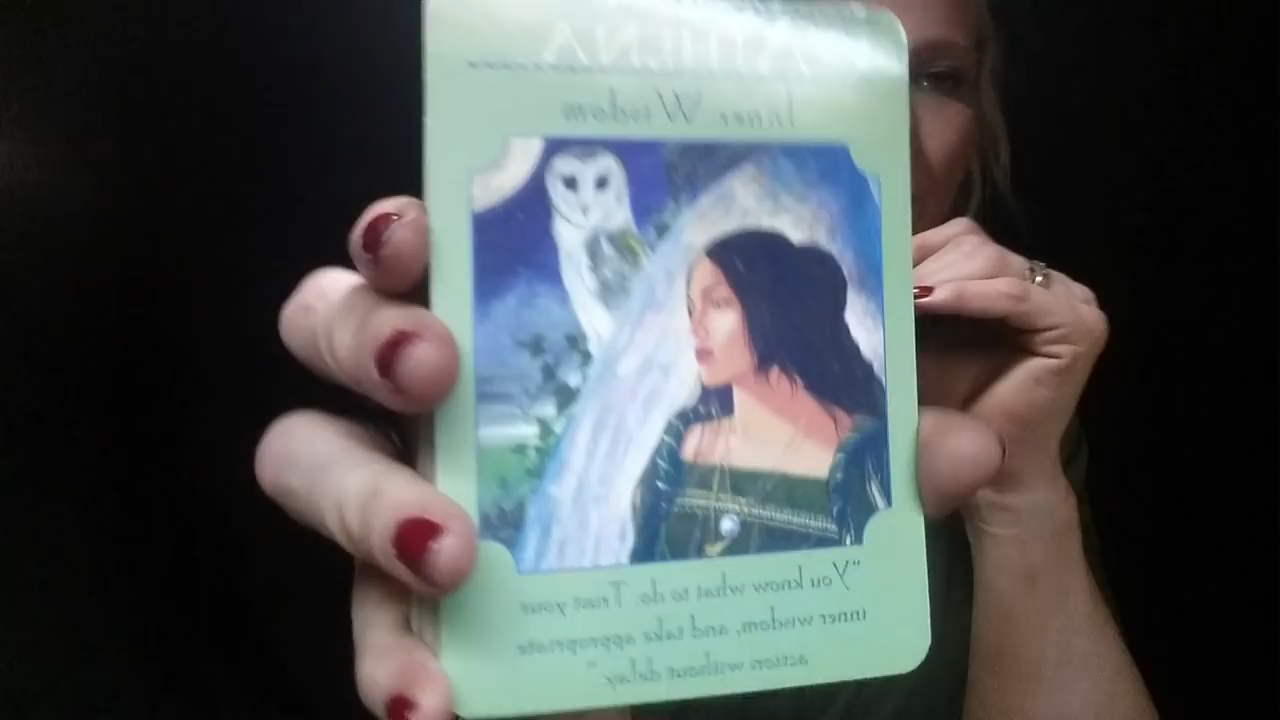 ATHENA
Inner Wisdom
"You know what to do. Trust your
inner wisdom, and take appropriate
action without delay."